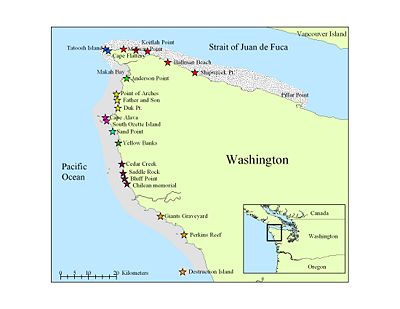 Vancouver Island
Koitlah Point
Tatoosh Island
Strait of Juan de Fuca
Cape Flattery
Slip Point
Makah Bay
Anderson Point
Pillar Point
Point of Arches
Father and Son
Duk Pt.
Cape Alava
South Ozette Island
Sand Point
Yellow Banks
Washington
Pacific
Ocean
Cedar Creek
Saddle Rock
Bluff Point
Chilean memorial
Giants Graveyard
Perkins Reef
Canada
Washington
Oregon
0 5 10 20 Kilometers
Destruction Island